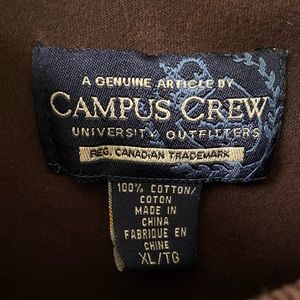 A GENUINE ARTICLE BY
CAMPUS CREW
UNIVERSITY OUTFITTERS
REG. CANADIAN TRADEMARK
100% COTTON/
COTON
MADE IN
CHINA
FABRIQUE EN
CHINE
XL/TG